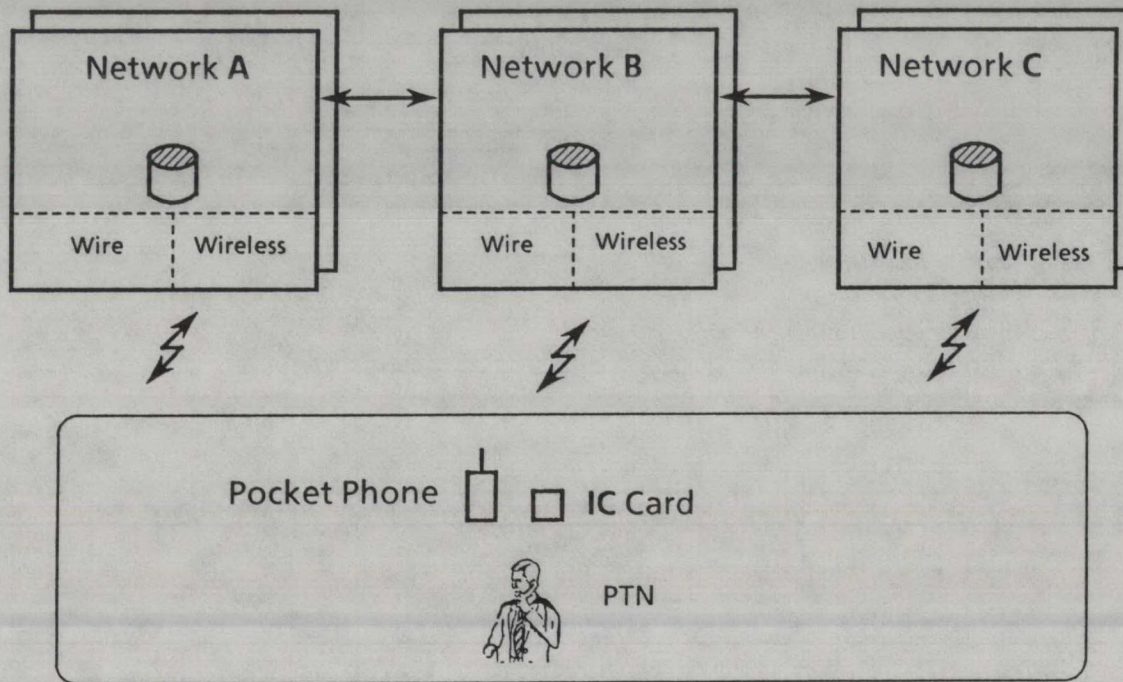 Network A
Network B
Network C
Wire
Wireless
Wire
Wireless
Wire
Wireless
Pocket Phone
IC Card
PTN